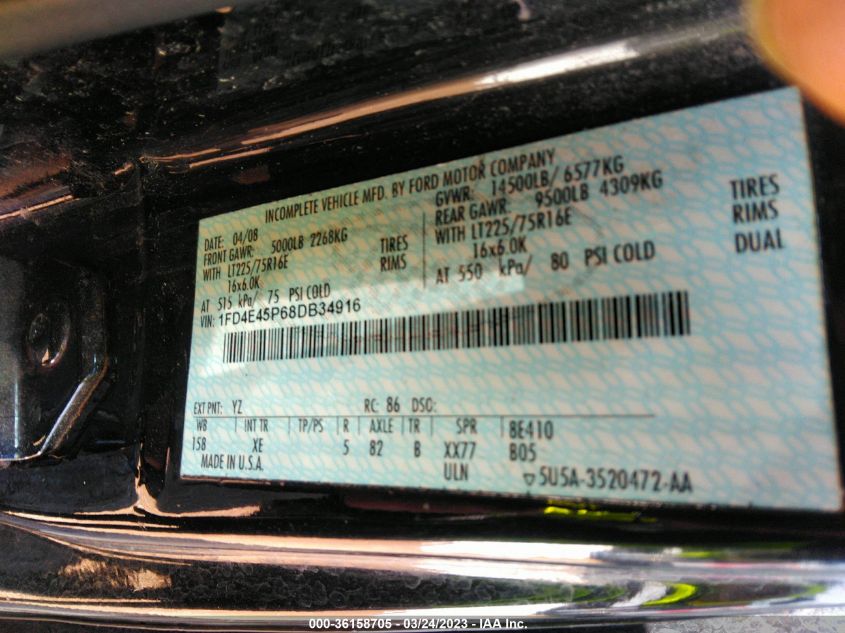 INCOMPLETE VEHICLE MFD. BY FORD MOTOR COMPANY
DATE: 04/08
FRONT GAWR: 5000LB 2268KG
WITH LT225/75R16E TIRES
16x6.0K RIMS
AT 515 kPa/ 75 PSI COLD
GVWR: 14500LB/ 6577KG
REAR GAWR: 9500LB 4309KG
WITH LT225/75R16E TIRES
16x6.0K RIMS
AT 550 kPa/ 80 PSI COLD DUAL
VIN: 1FD4E45P68DB34916
EXT PNT: YZ RC: 86 DSO:
WB INT TR TP/PS R AXLE TR SPR 8E410
158 XE 5 82 B XX77 B05
MADE IN U.S.A. ULN ▽5U5A-3520472-AA
000-36158705 - 03/24/2023 - IAA Inc.